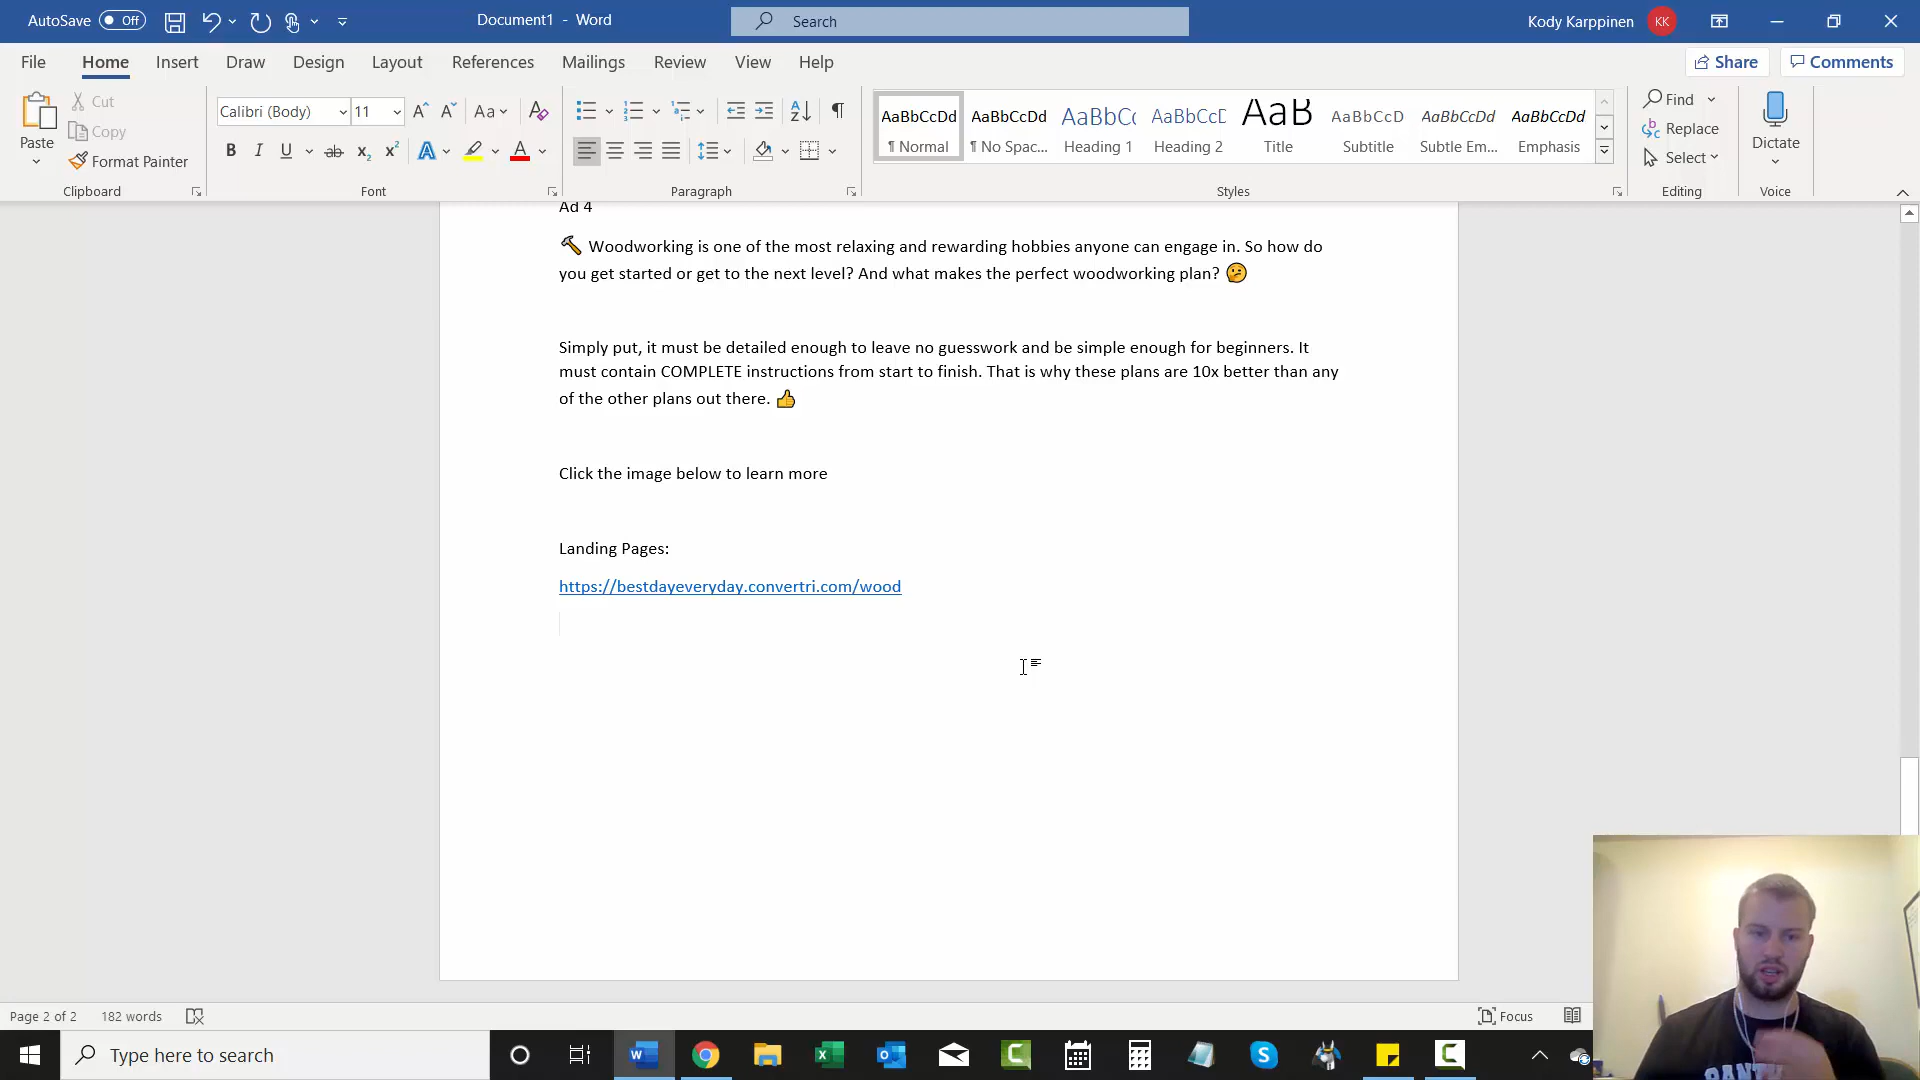 AutoSave Off
Document1 - Word
Search
Kody Karppinen KK
File Home Insert Draw Design Layout References Mailings Review View Help
Share Comments
Paste
Cut
Copy
Format Painter
Clipboard
Calibri (Body) 11
Aa
B I U ab x₂ x² A A
Font
Paragraph
AaBbCcDd AaBbCcDd AaBbCc AaBbCcD AaB AaBbCcD AaBbCcDd AaBbCcDd
¶ Normal ¶ No Spac... Heading 1 Heading 2 Title Subtitle Subtle Em... Emphasis
Styles
Find
Replace
Select
Editing
Dictate
Voice
Ad 4
🔨 Woodworking is one of the most relaxing and rewarding hobbies anyone can engage in. So how do
you get started or get to the next level? And what makes the perfect woodworking plan? 🤔
Simply put, it must be detailed enough to leave no guesswork and be simple enough for beginners. It
must contain COMPLETE instructions from start to finish. That is why these plans are 10x better than any
of the other plans out there. 👍
Click the image below to learn more
Landing Pages:
https://bestdayeveryday.convertri.com/wood
Page 2 of 2 182 words
Focus
Type here to search